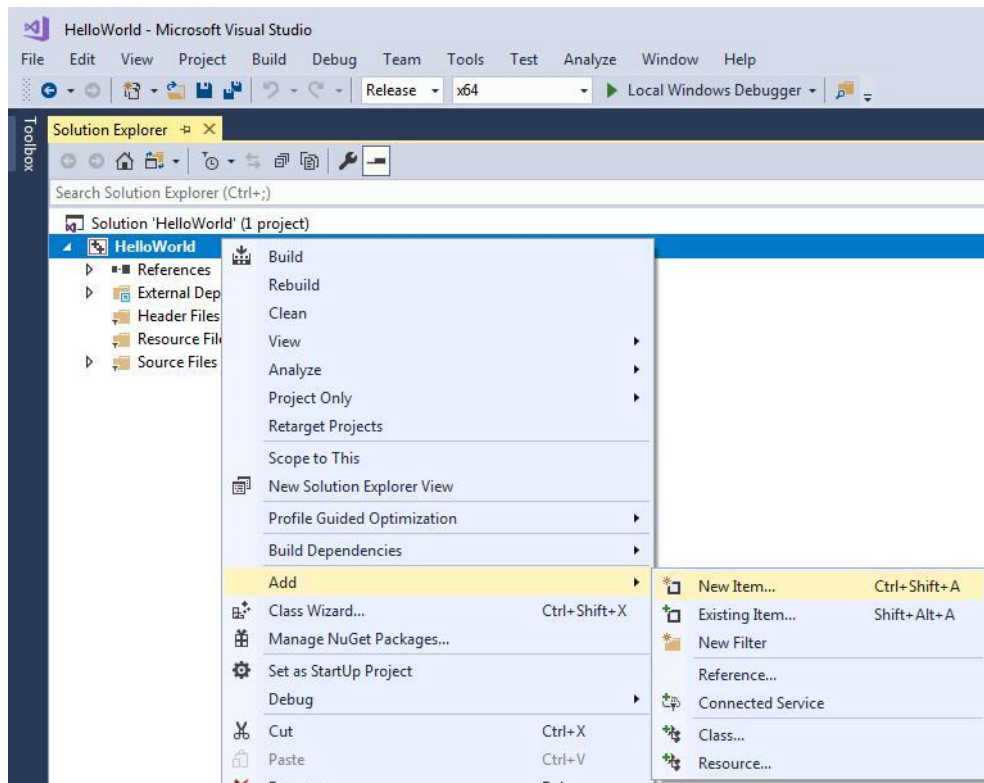 HelloWorld - Microsoft Visual Studio
File Edit View Project Build Debug Team Tools Test Analyze Window Help
Release x64 Local Windows Debugger
Toolbox
Solution Explorer
Search Solution Explorer (Ctrl+;)
Solution 'HelloWorld' (1 project)
HelloWorld
References
External Dep
Header Files
Resource File
Source Files
Build
Rebuild
Clean
View
Analyze
Project Only
Retarget Projects
Scope to This
New Solution Explorer View
Profile Guided Optimization
Build Dependencies
Add
Class Wizard... Ctrl+Shift+X
Manage NuGet Packages...
Set as StartUp Project
Debug
Cut Ctrl+X
Paste Ctrl+V
New Item... Ctrl+Shift+A
Existing Item... Shift+Alt+A
New Filter
Reference...
Connected Service
Class...
Resource...